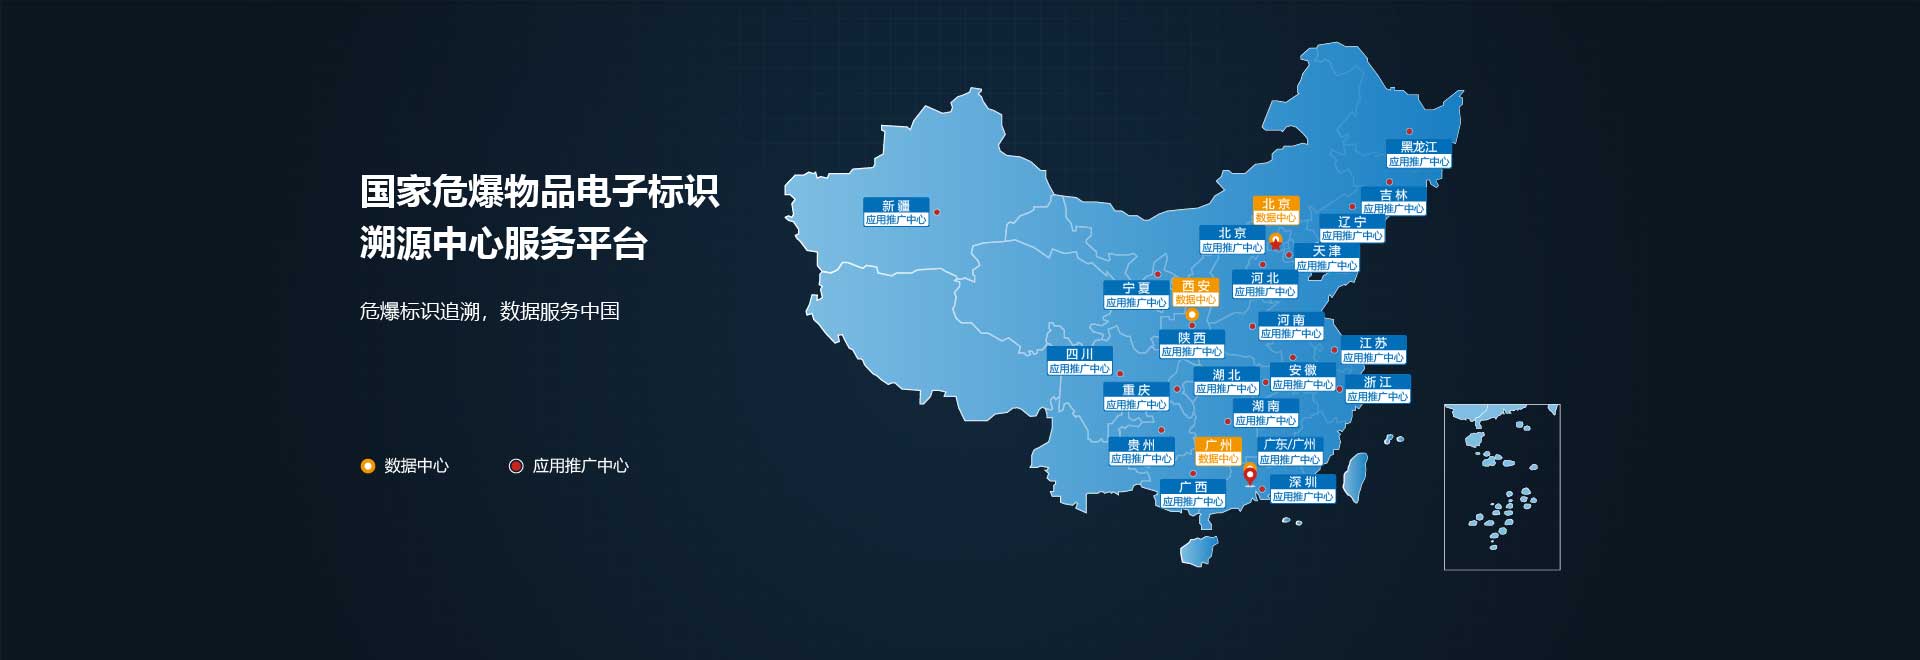 国家危爆物品电子标识
溯源中心服务平台
危爆标识追溯，数据服务中国
数据中心
应用推广中心
黑龙江
应用推广中心
吉林
应用推广中心
新疆
应用推广中心
北京
数据中心
辽宁
应用推广中心
北京
应用推广中心
天津
应用推广中心
河北
应用推广中心
宁夏
应用推广中心
西安
数据中心
河南
应用推广中心
陕西
应用推广中心
江苏
应用推广中心
四川
应用推广中心
湖北
应用推广中心
安徽
应用推广中心
浙江
应用推广中心
重庆
应用推广中心
湖南
应用推广中心
贵州
应用推广中心
广州
数据中心
广东/广州
应用推广中心
广西
应用推广中心
深圳
应用推广中心